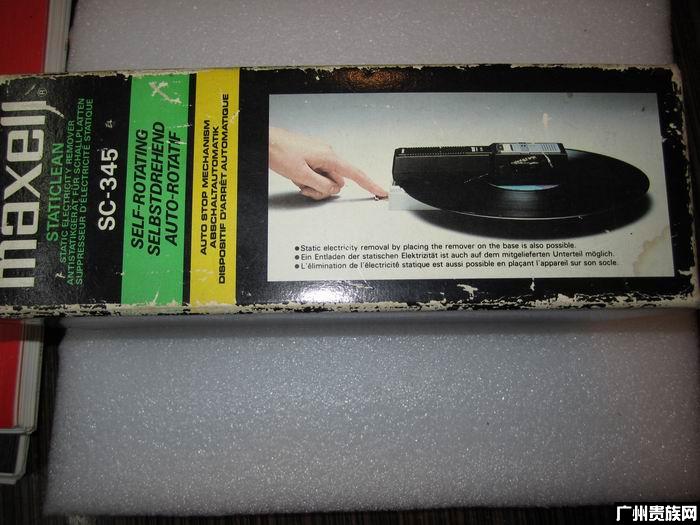 maxell®
STATICLEAN
STATIC ELECTRICITY REMOVER
ANTISTATIKGERÄT FÜR SCHALLPLATTEN
SUPPRESSEUR D'ÉLECTRICITÉ STATIQUE
SC-345
SELF-ROTATING
SELBSTDREHEND
AUTO-ROTATIF
AUTO STOP MECHANISM
ABSCHALTAUTOMATIK
DISPOSITIF D'ARRÊT AUTOMATIQUE
● Static electricity removal by placing the remover on the base is also possible.
● Ein Entladen der statischen Elektrizität ist auch auf dem mitgelieferten Unterteil möglich.
● L'élimination de l'électricité statique est aussi possible en plaçant l'appareil sur son socle.
广州贵族网